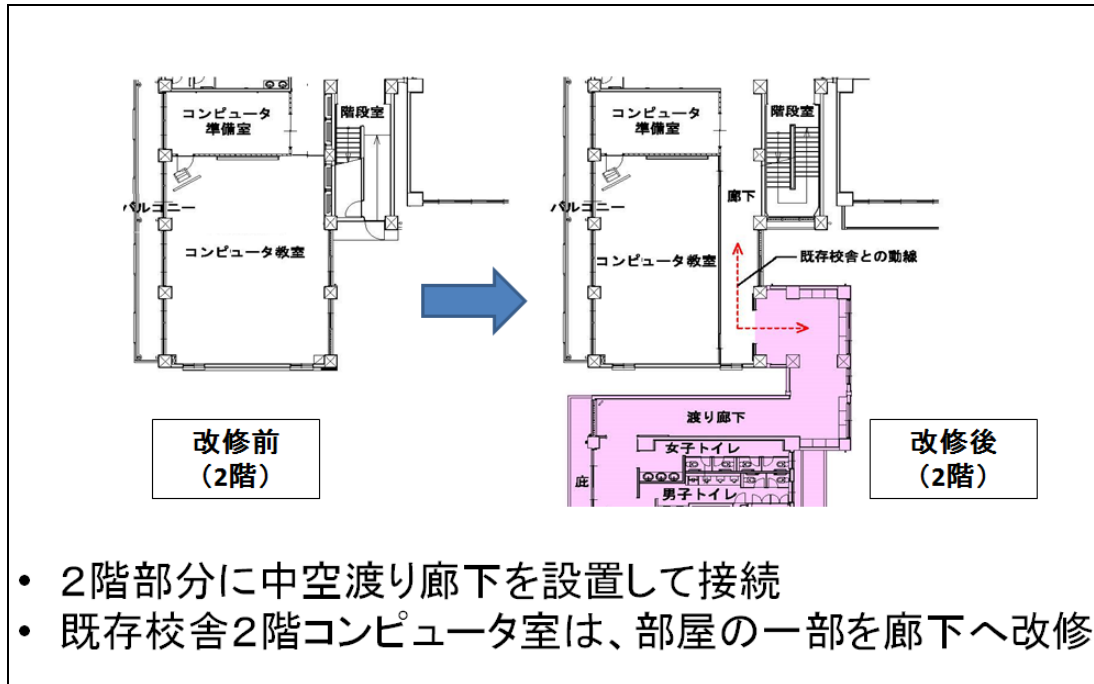 コンピュータ
準備室
階段室
バルコニー
コンピュータ教室
改修前
(2階)
コンピュータ
準備室
階段室
廊下
バルコニー
コンピュータ教室
既存校舎との動線
渡り廊下
女子トイレ
庇
男子トイレ
改修後
(2階)
• 2階部分に中空渡り廊下を設置して接続
• 既存校舎2階コンピュータ室は、部屋の一部を廊下へ改修